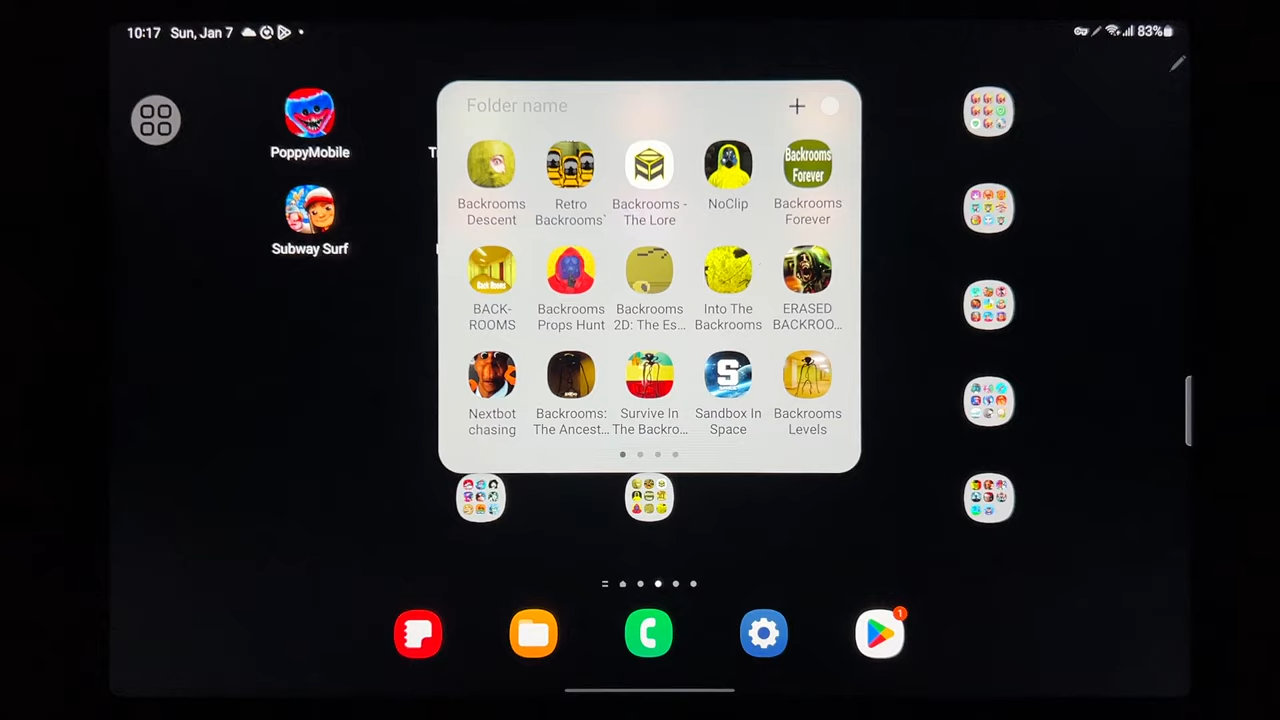 10:17 Sun, Jan 7
83%
Folder name
PoppyMobile
Subway Surf
Backrooms
Descent
Retro
Backrooms`
Backrooms -
The Lore
NoClip
Backrooms
Forever
Backrooms
Forever
BACK-
ROOMS
Back Rooms
Backrooms
Props Hunt
Backrooms
2D: The Es...
Into The
Backrooms
ERASED
BACKROO...
Nextbot
chasing
Backrooms:
The Ancest...
Survive In
The Backro...
S
Sandbox In
Space
Backrooms
Levels
1